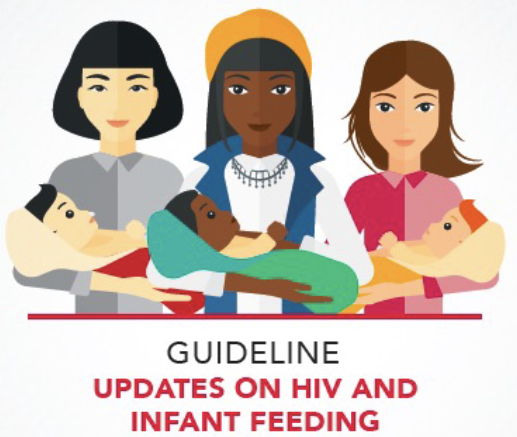 GUIDELINE
UPDATES ON HIV AND
INFANT FEEDING